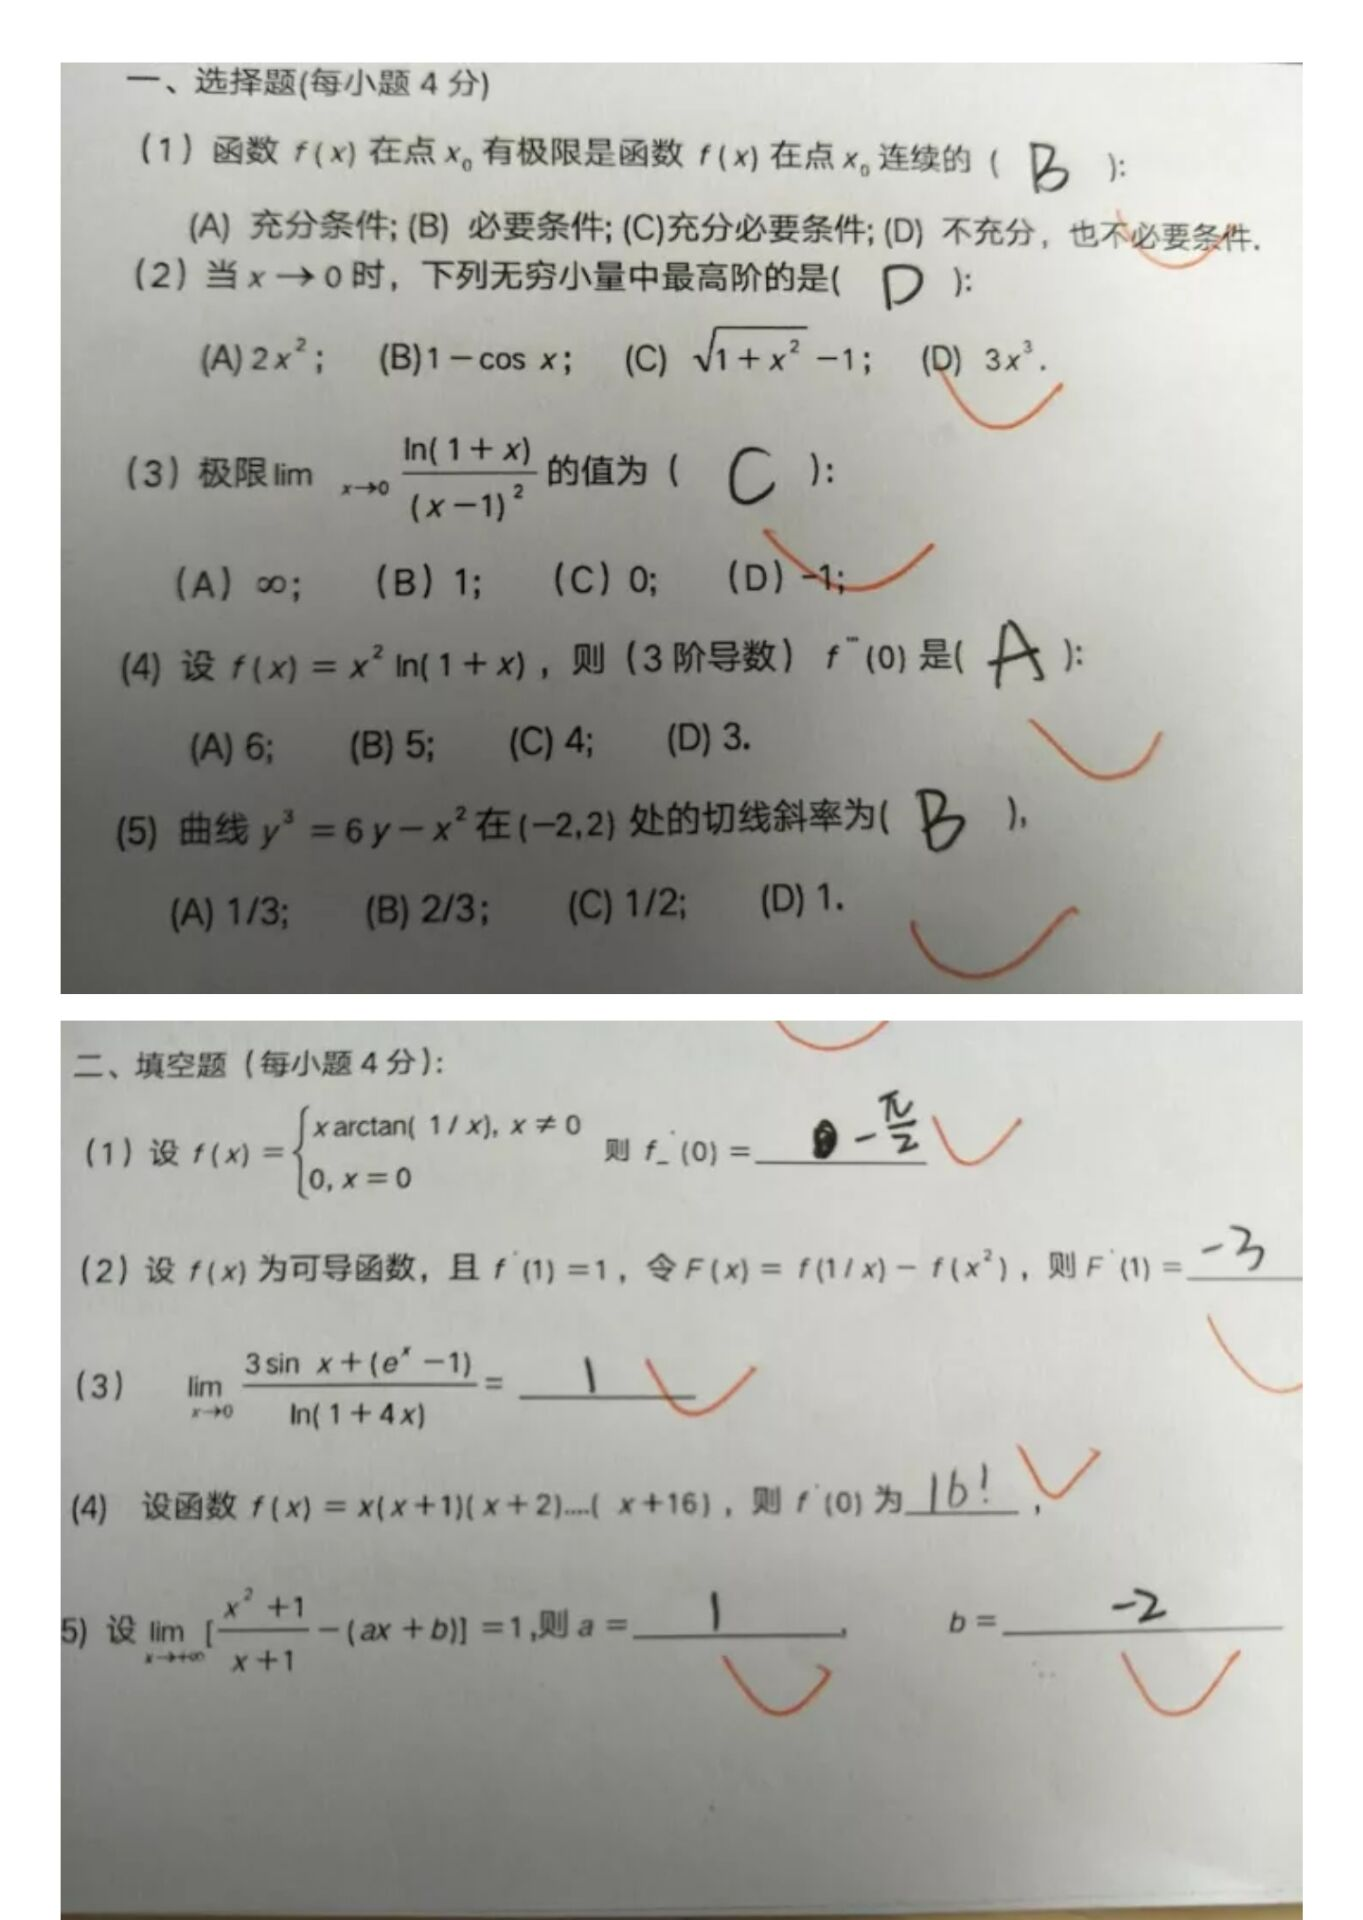 一、选择题(每小题 4 分)
(1) 函数 f(x) 在点 x₀ 有极限是函数 f(x) 在点 x₀ 连续的 ( B ):
(A) 充分条件; (B) 必要条件; (C)充分必要条件; (D) 不充分，也不必要条件.
(2) 当 x→0 时，下列无穷小量中最高阶的是( D ):
(A) 2x²; (B)1−cos x; (C) √(1+x²) −1; (D) 3x³.
(3) 极限 lim x→0 ln(1+x)/(x−1)² 的值为 ( C ):
(A) ∞; (B) 1; (C) 0; (D) -1;
(4) 设 f(x) = x² ln(1+x)，则 (3 阶导数) f‴(0) 是( A ):
(A) 6; (B) 5; (C) 4; (D) 3.
(5) 曲线 y³ = 6y − x² 在 (−2,2) 处的切线斜率为( B ),
(A) 1/3; (B) 2/3; (C) 1/2; (D) 1.
二、填空题 (每小题 4 分):
(1) 设 f(x) = {x arctan( 1/x), x ≠ 0 0, x = 0 则 f₋′(0) = -π/2
(2) 设 f(x) 为可导函数，且 f′(1) =1，令 F(x) = f(1/x) − f(x²)，则 F′(1) = -3
(3) lim x→0 (3 sin x + (eˣ −1))/ln(1+4x) = 1
(4) 设函数 f(x) = x(x+1)(x+2)....( x+16)，则 f′(0) 为 16!，
5) 设 lim x→+∞ [(x²+1)/(x+1) − (ax+b)] =1,则 a = 1, b = -2